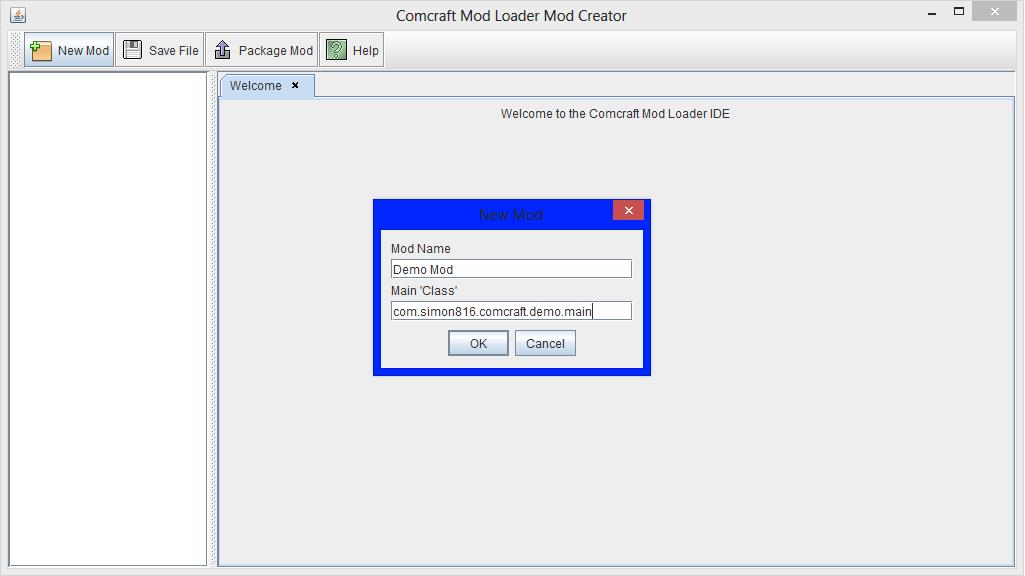 Comcraft Mod Loader Mod Creator
New Mod Save File Package Mod Help
Welcome
Welcome to the Comcraft Mod Loader IDE
New Mod
Mod Name
Demo Mod
Main 'Class'
com.simon816.comcraft.demo.main
OK Cancel